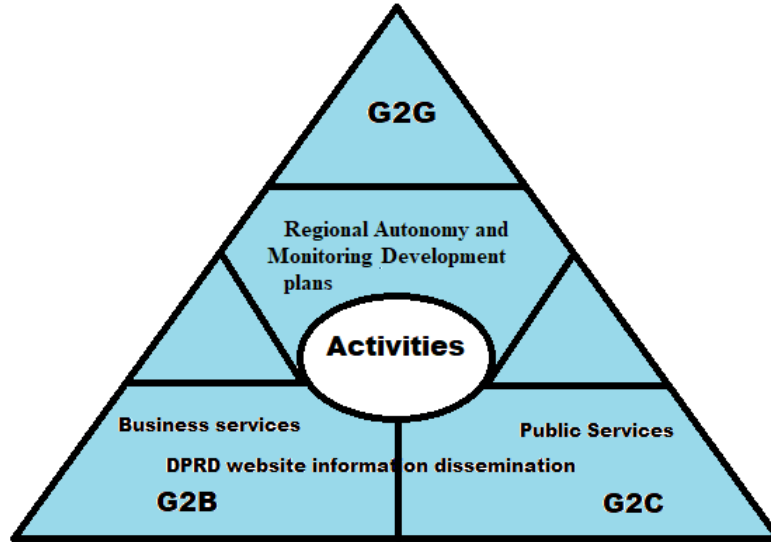 G2G
Regional Autonomy and
Monitoring Development
plans
Activities
Business services
Public Services
DPRD website information dissemination
G2B
G2C